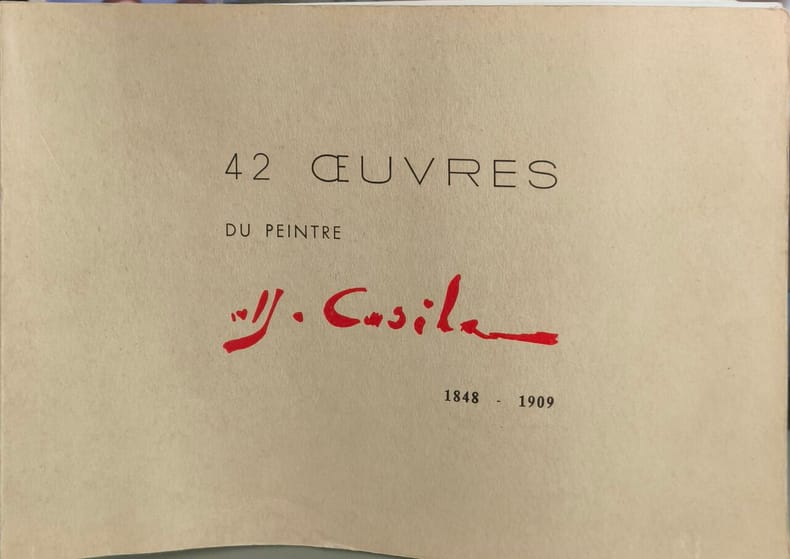 42 ŒUVRES
DU PEINTRE
Casile
1848 - 1909